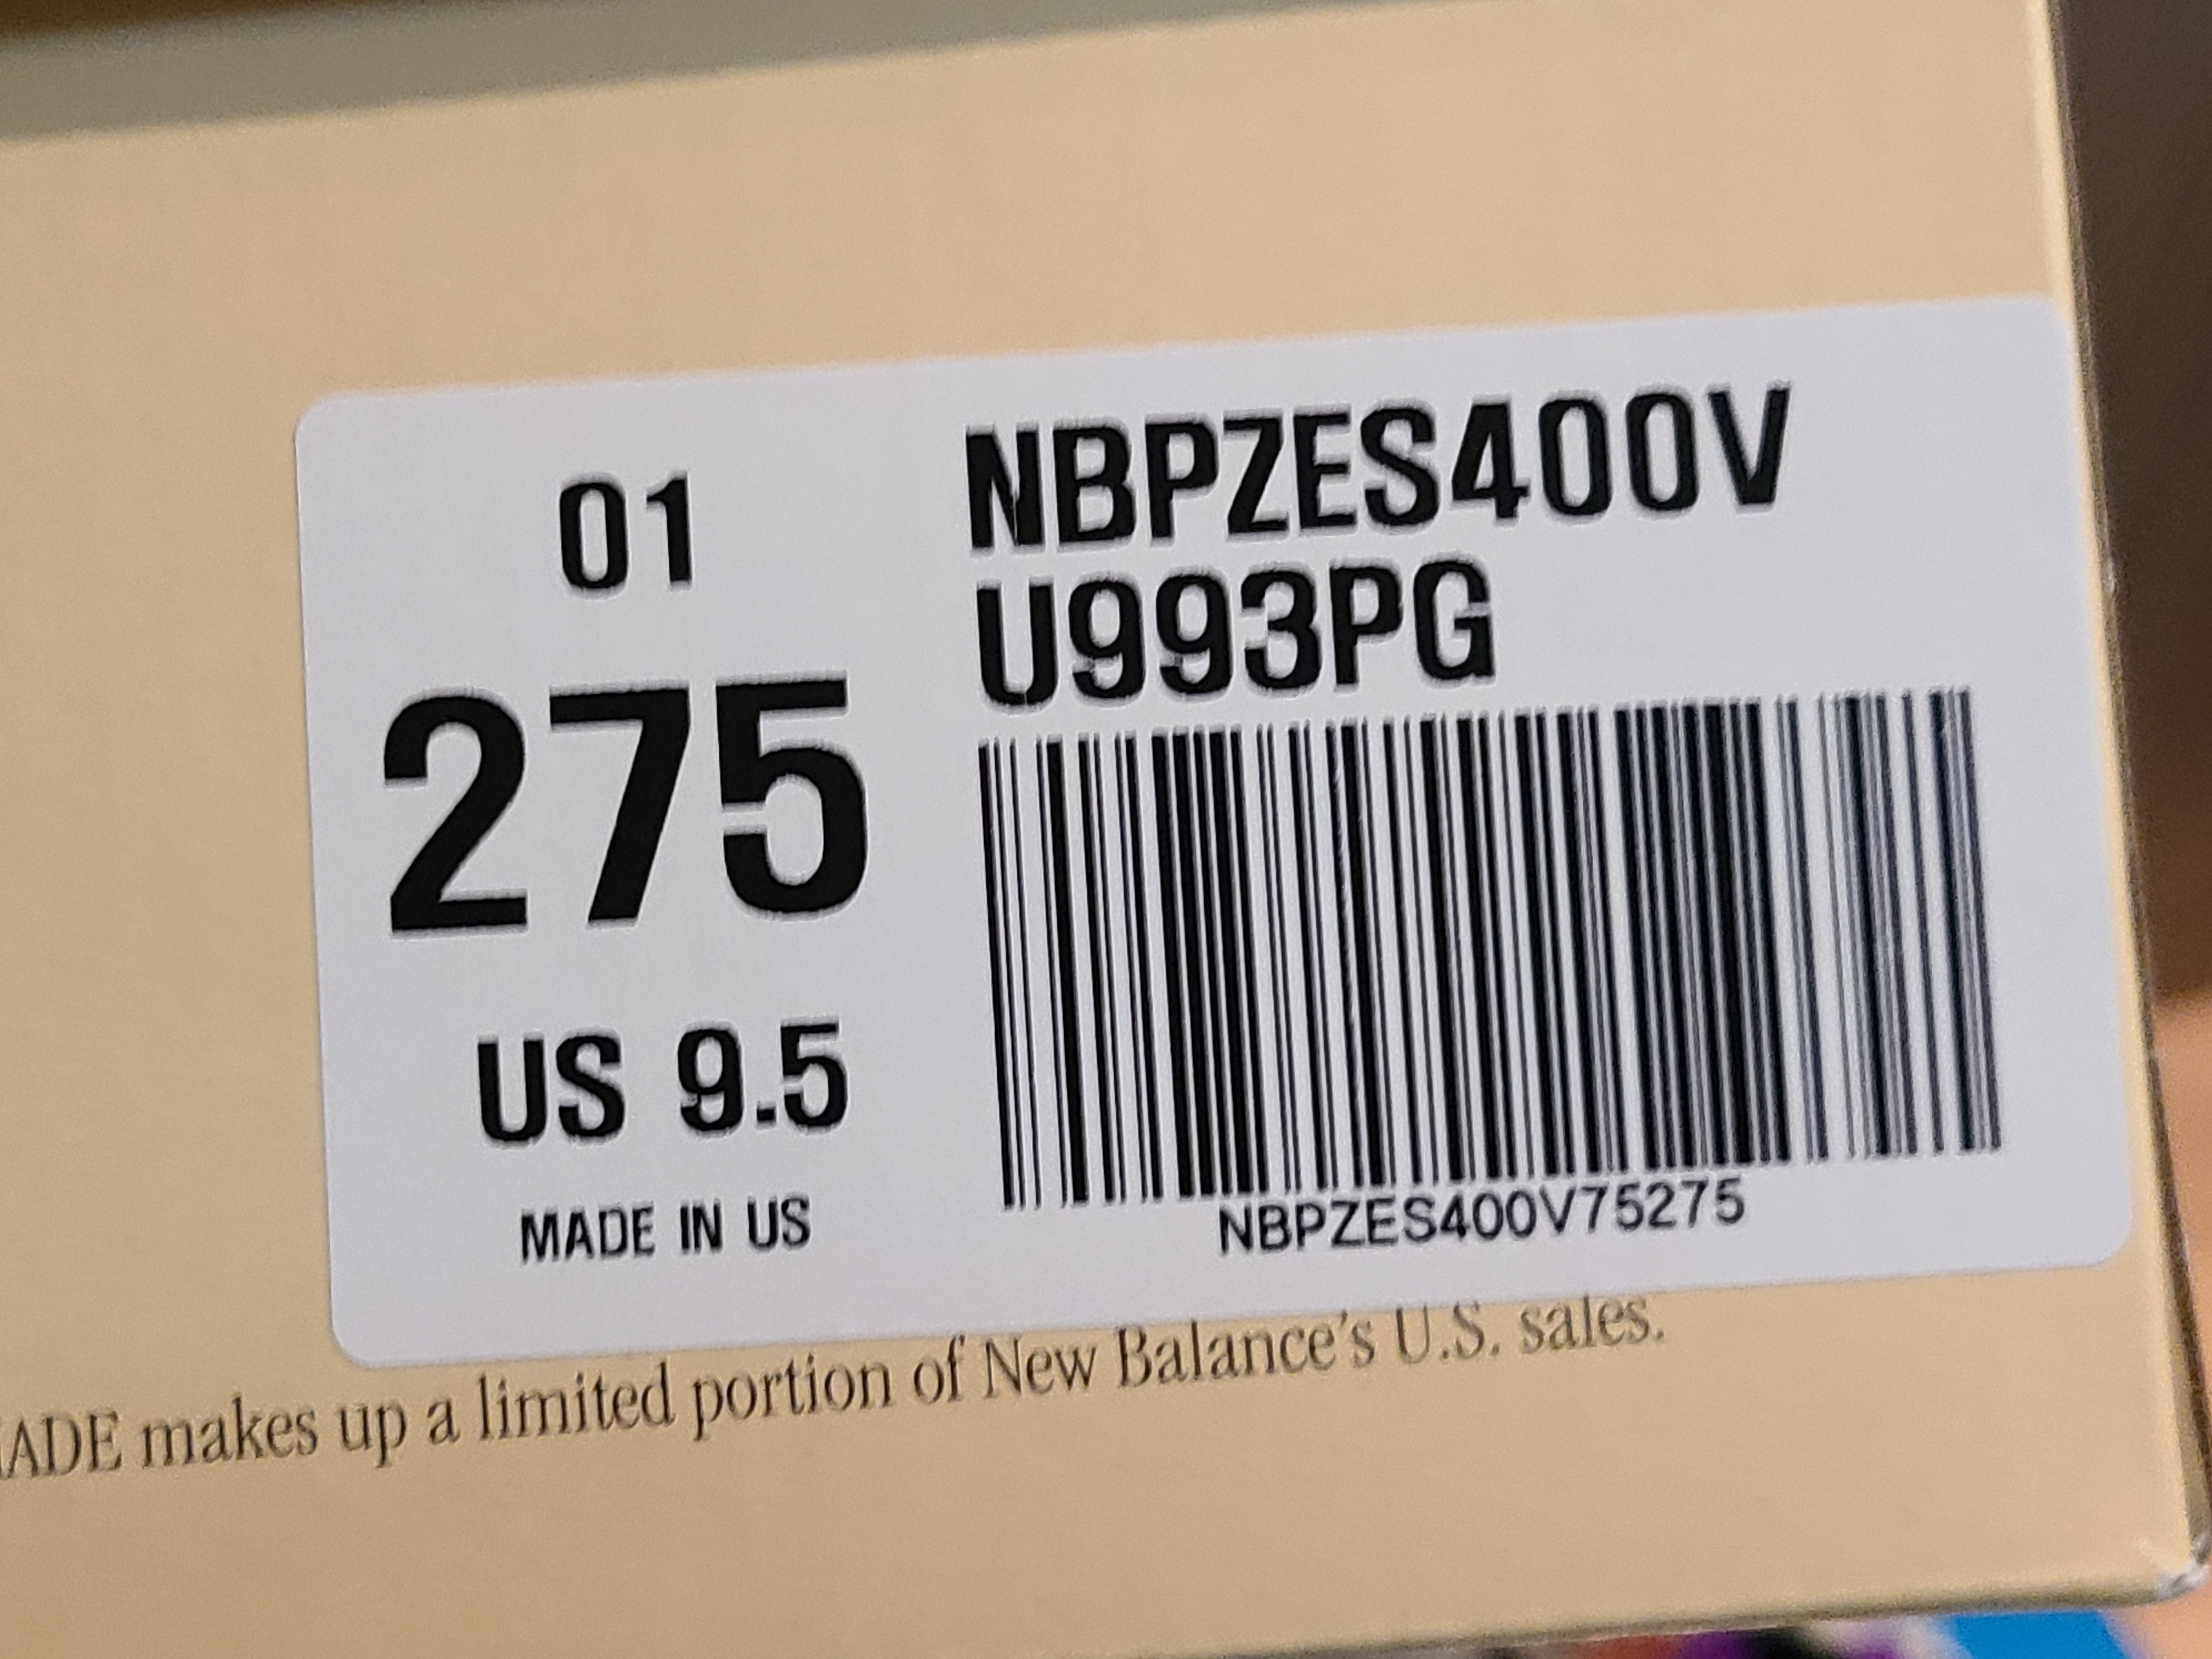 01
275
US 9.5
MADE IN US
NBPZES400V
U993PG
NBPZES400V75275
makes up a limited portion of New Balance's U.S. sales.